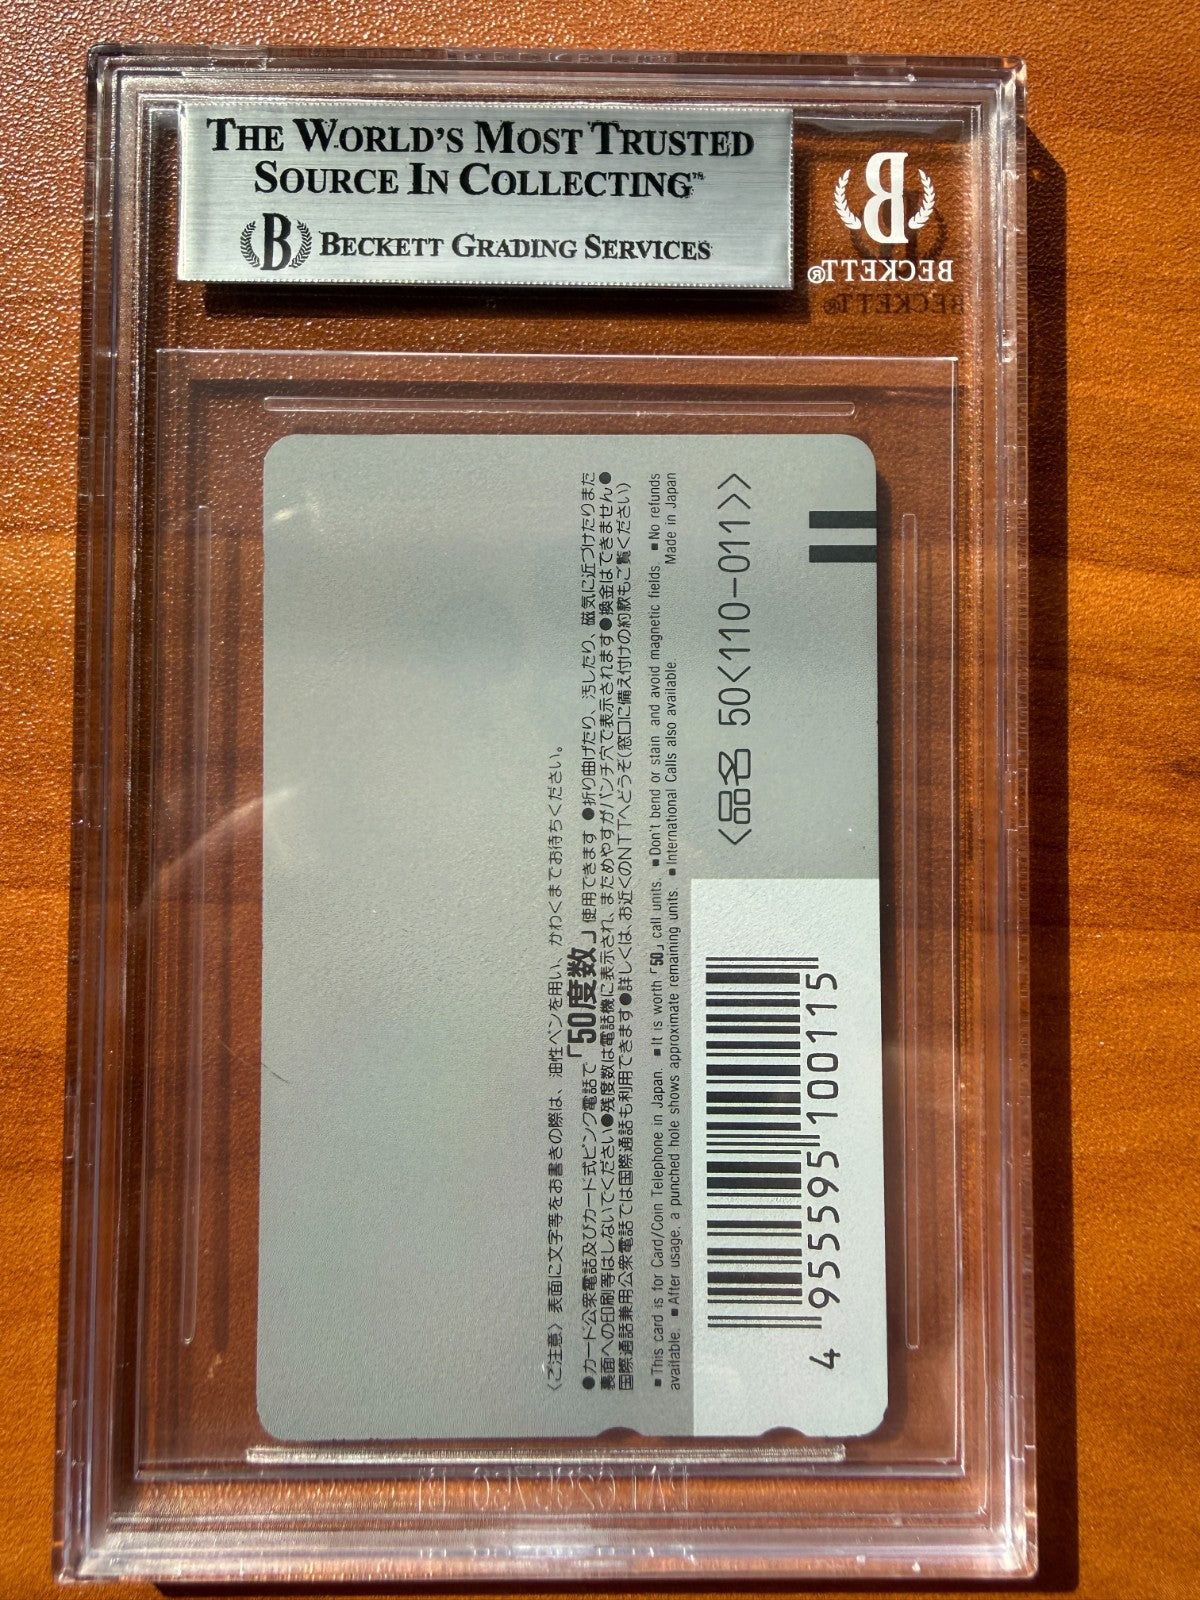 THE WORLD'S MOST TRUSTED
SOURCE IN COLLECTING™
B BECKETT GRADING SERVICES
B
BECKETT®
〈ご注意〉表面に文字等をお書きの際は、油性ペンを用い、かわくまでお待ちください。
●カード公衆電話及びカード式ピンク電話で「50度数」使用できます ●折り曲げたり、汚したり、磁気に近づけたりまた
裏面への印刷等はしないでください●残度数は電話機に表示され、まためやすがパンチ穴で表示されます●換金はできません●
国際通話兼用公衆電話では国際通話も利用できます●詳しくは、お近くのNTTへどうぞ(窓口に備え付けの約款もご覧ください)
■This card is for Card/Coin Telephone in Japan. ■It is worth「50」call units. ■Don't bend or stain and avoid magnetic fields. ■No refunds
available. ■After usage, a punched hole shows approximate remaining units. ■International Calls also available. Made in Japan
〈品名 50〈110-011〉〉
4 955595 100115